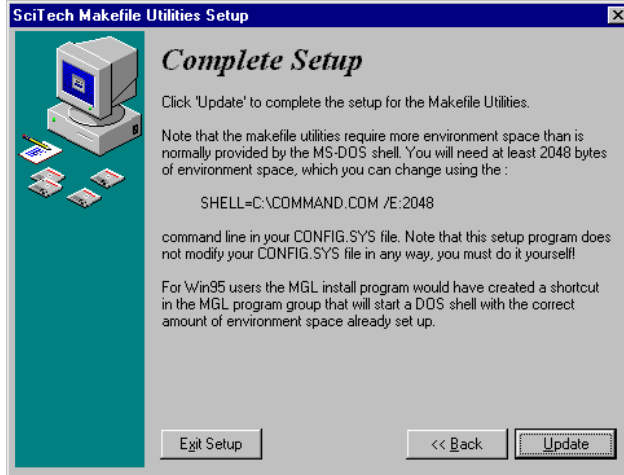 SciTech Makefile Utilities Setup
Complete Setup
Click 'Update' to complete the setup for the Makefile Utilities.
Note that the makefile utilities require more environment space than is
normally provided by the MS-DOS shell. You will need at least 2048 bytes
of environment space, which you can change using the :
SHELL=C:\COMMAND.COM /E:2048
command line in your CONFIG.SYS file. Note that this setup program does
not modify your CONFIG.SYS file in any way, you must do it yourself!
For Win95 users the MGL install program would have created a shortcut
in the MGL program group that will start a DOS shell with the correct
amount of environment space already set up.
Exit Setup
<< Back
Update